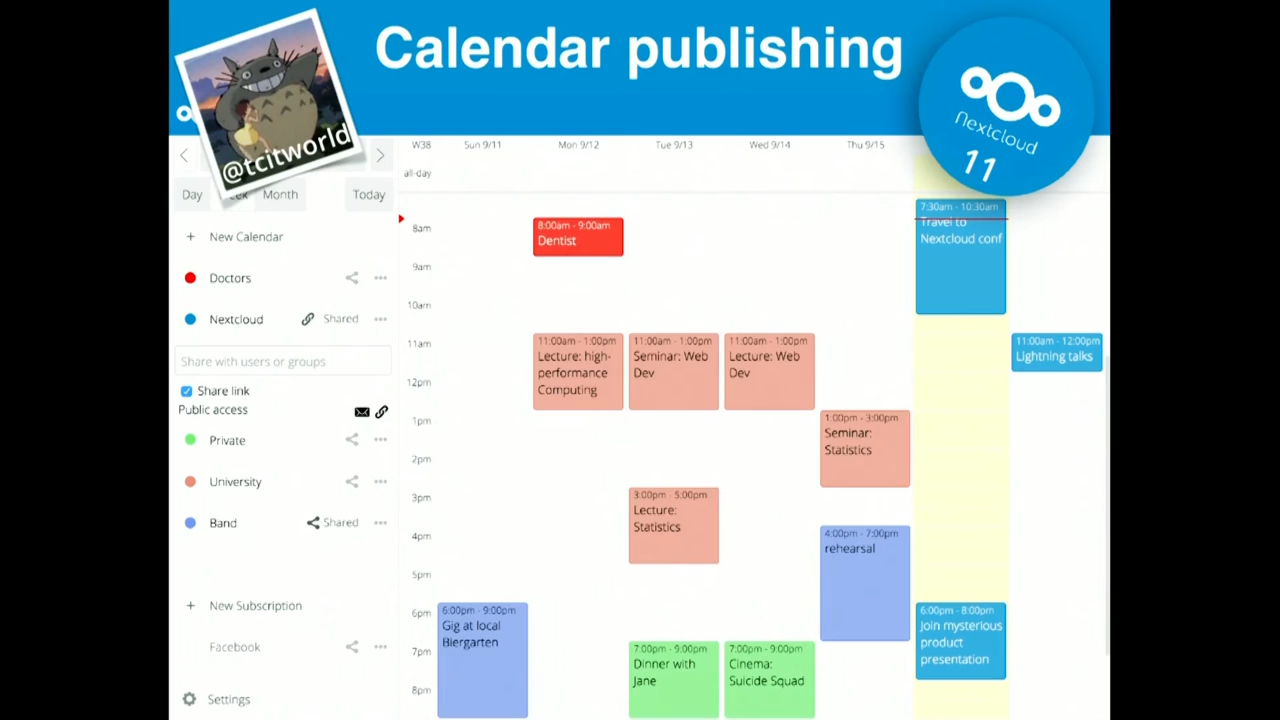 Calendar publishing
@tcitworld
nextcloud
11
W38
Sun 9/11
Mon 9/12
Tue 9/13
Wed 9/14
Thu 9/15
all-day
Day
Month
Today
New Calendar
Doctors
Nextcloud
Shared
Share with users or groups
Share link
Public access
Private
University
Band
Shared
New Subscription
Facebook
Settings
8am
9am
10am
11am
12pm
1pm
2pm
3pm
4pm
5pm
6pm
7pm
8pm
6:00pm - 9:00pm
Gig at local
Biergarten
8:00am - 9:00am
Dentist
11:00am - 1:00pm
Lecture: high-
performance
Computing
11:00am - 1:00pm
Seminar: Web
Dev
3:00pm - 5:00pm
Lecture:
Statistics
7:00pm - 9:00pm
Dinner with
Jane
11:00am - 1:00pm
Lecture: Web
Dev
7:00pm - 9:00pm
Cinema:
Suicide Squad
1:00pm - 3:00pm
Seminar:
Statistics
4:00pm - 7:00pm
rehearsal
7:30am - 10:30am
Travel to
Nextcloud conf
6:00pm - 8:00pm
Join mysterious
product
presentation
11:00am - 12:00pm
Lightning talks